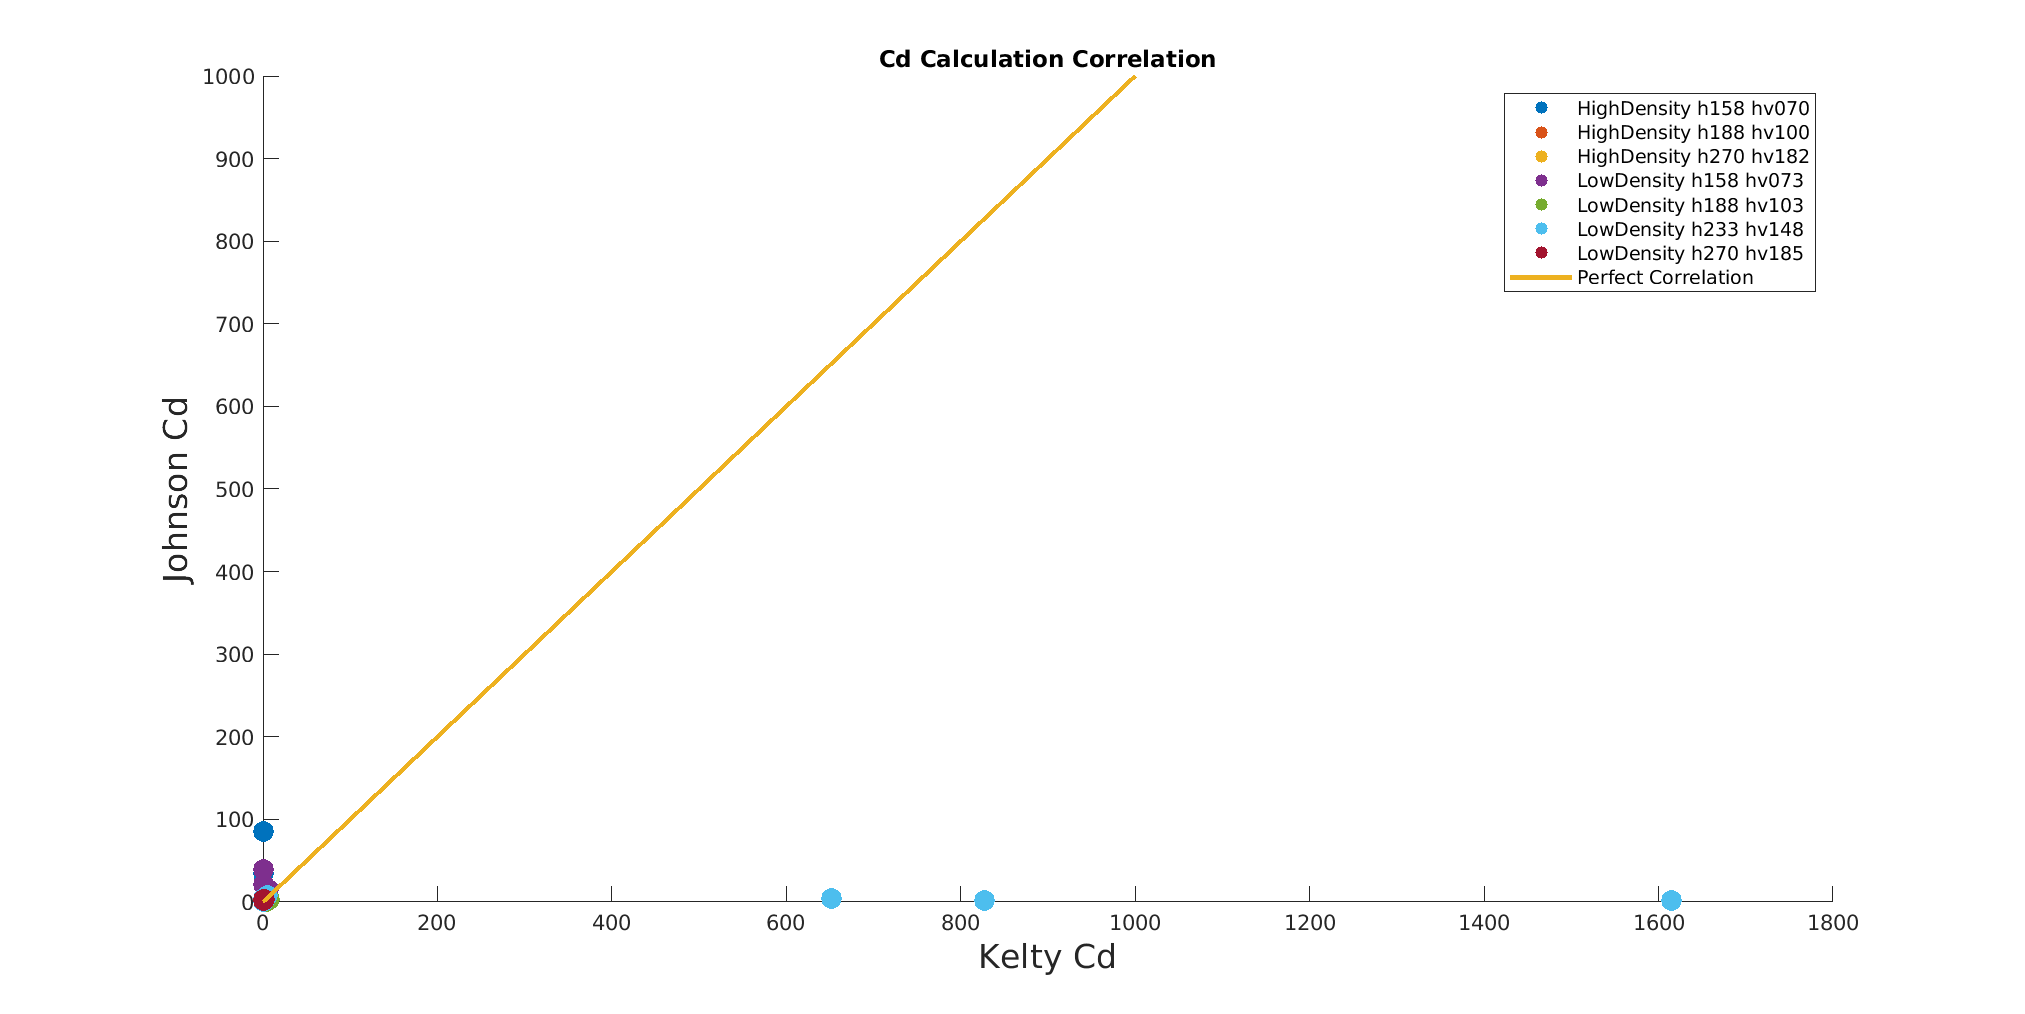 Cd Calculation Correlation
1000
900
800
700
600
500
400
300
200
100
0
Johnson Cd
0 200 400 600 800 1000 1200 1400 1600 1800
Kelty Cd
HighDensity h158 hv070
HighDensity h188 hv100
HighDensity h270 hv182
LowDensity h158 hv073
LowDensity h188 hv103
LowDensity h233 hv148
LowDensity h270 hv185
Perfect Correlation